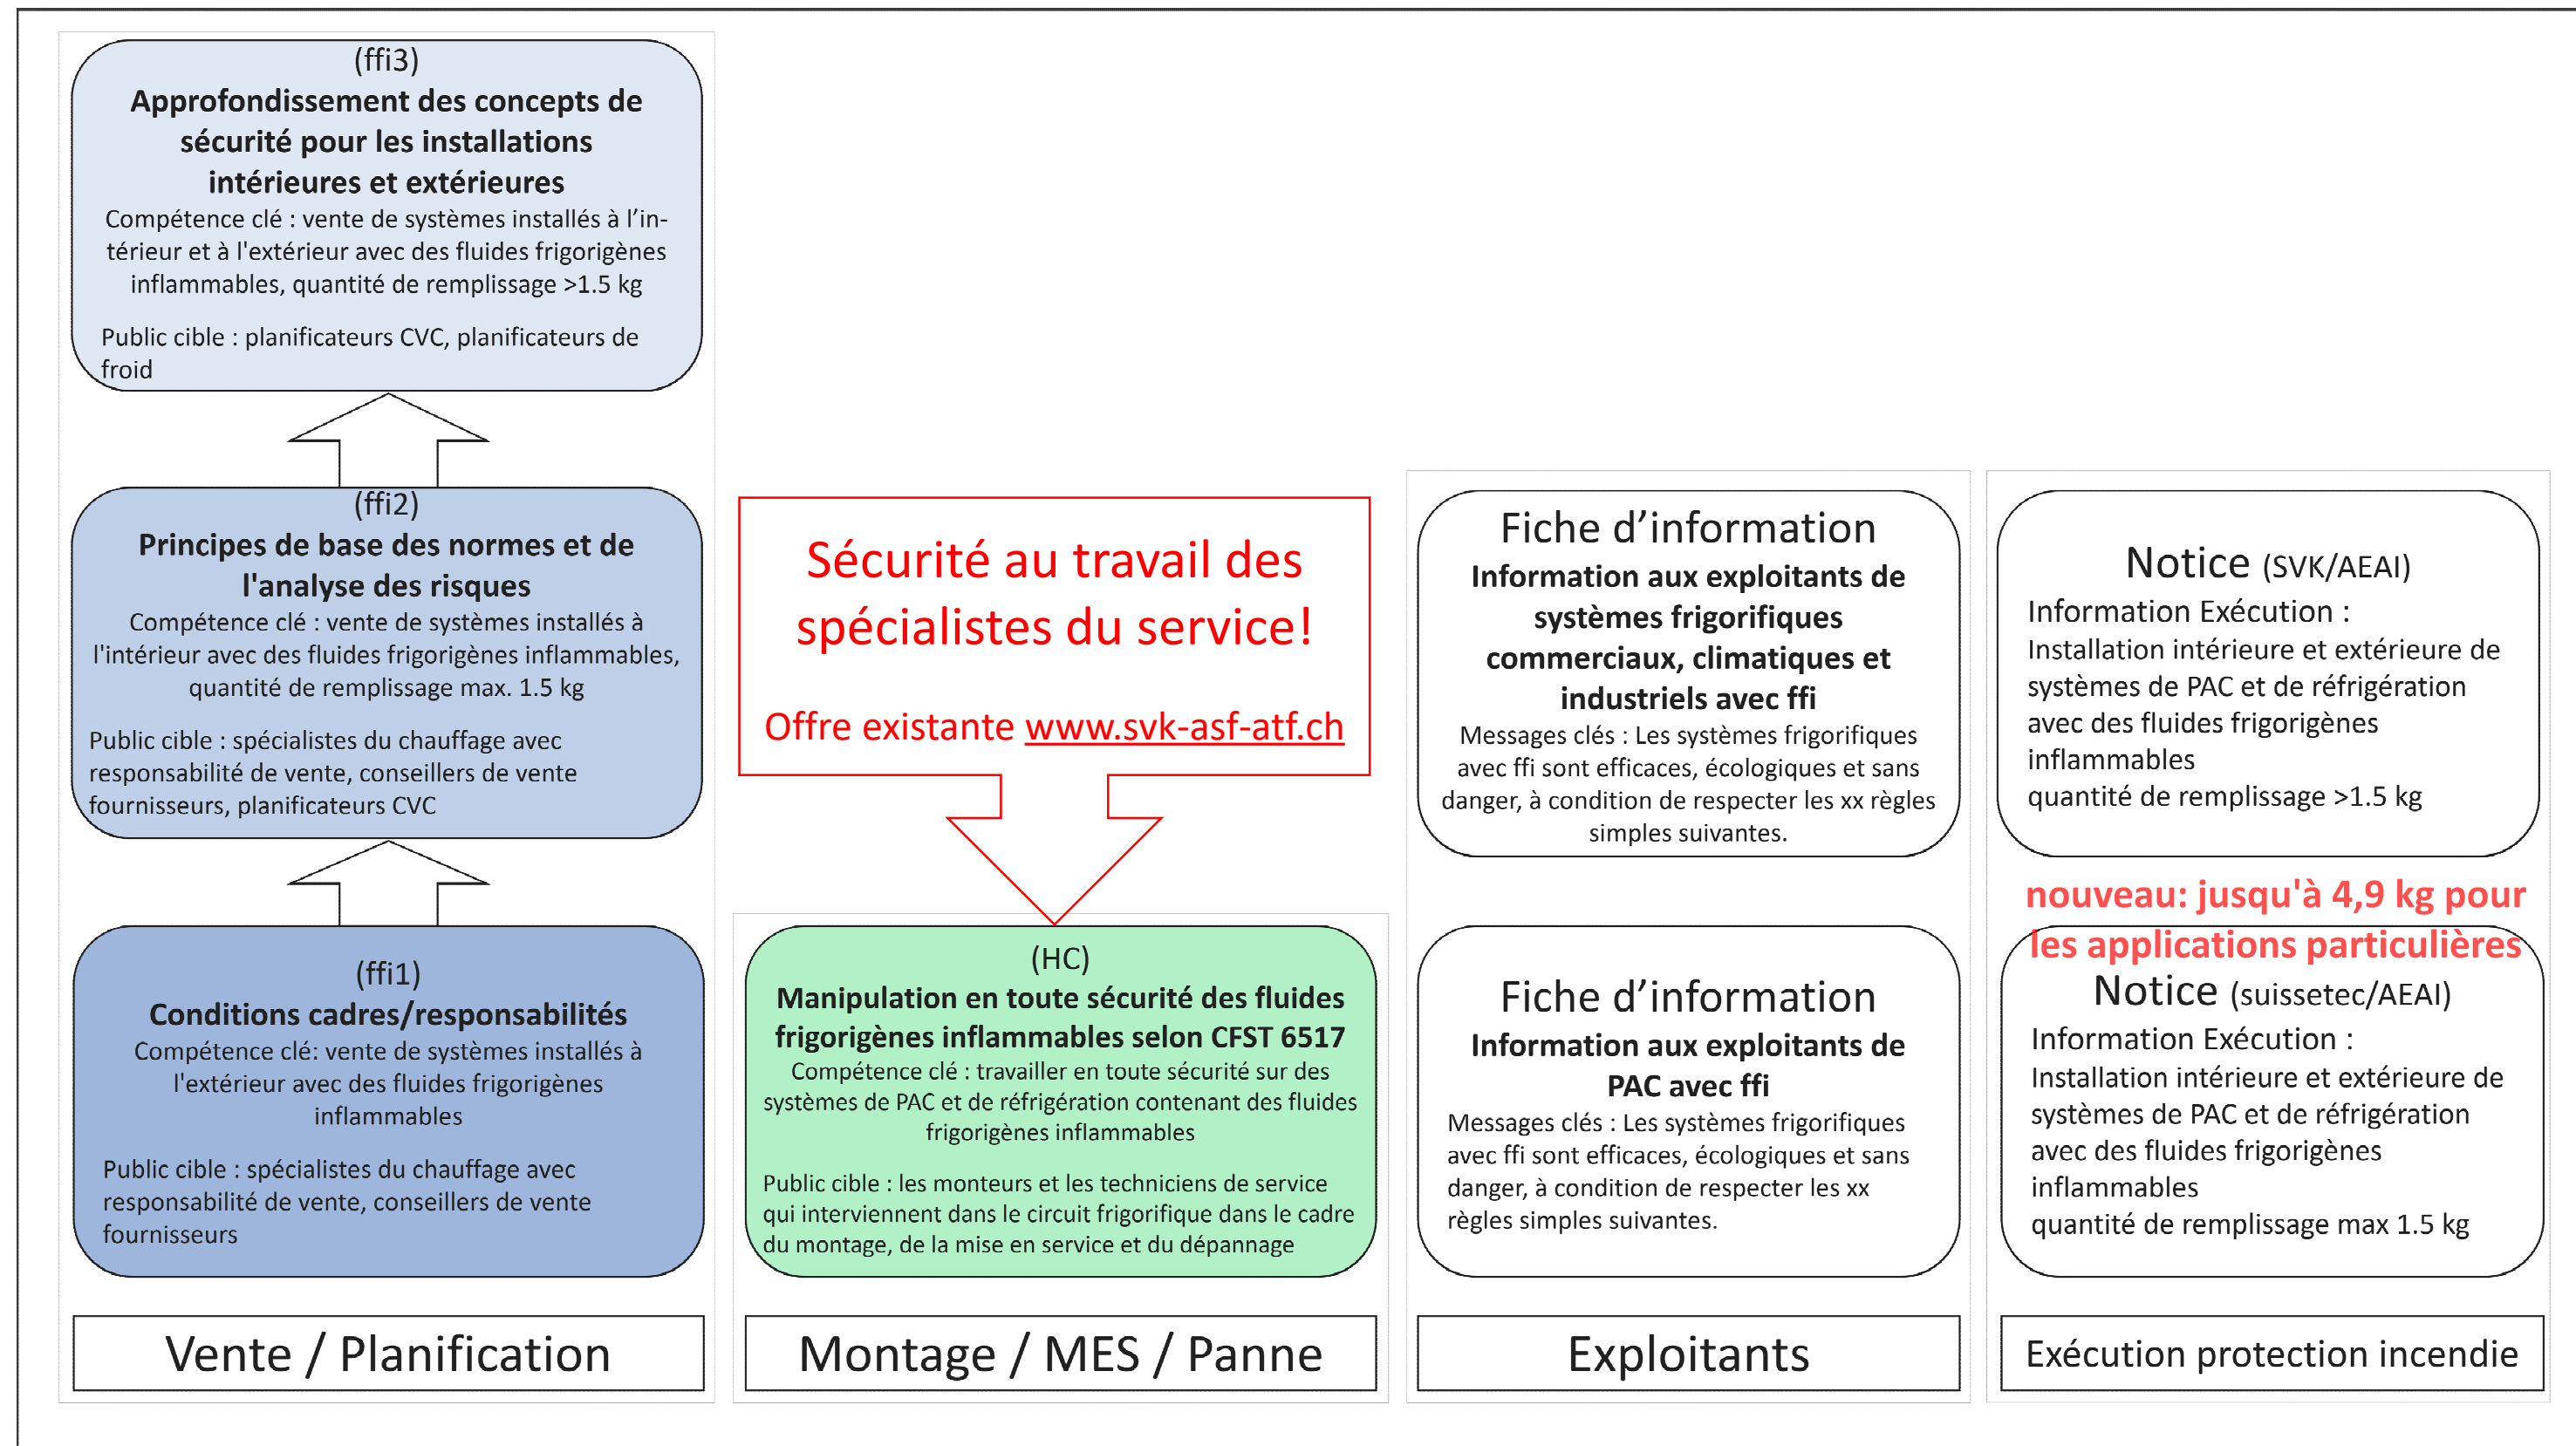 (ffi3)
Approfondissement des concepts de
sécurité pour les installations
intérieures et extérieures
Compétence clé : vente de systèmes installés à l’in-
térieur et à l'extérieur avec des fluides frigorigènes
inflammables, quantité de remplissage >1.5 kg
Public cible : planificateurs CVC, planificateurs de
froid
(ffi2)
Principes de base des normes et de
l'analyse des risques
Compétence clé : vente de systèmes installés à
l'intérieur avec des fluides frigorigènes inflammables,
quantité de remplissage max. 1.5 kg
Public cible : spécialistes du chauffage avec
responsabilité de vente, conseillers de vente
fournisseurs, planificateurs CVC
(ffi1)
Conditions cadres/responsabilités
Compétence clé: vente de systèmes installés à
l'extérieur avec des fluides frigorigènes
inflammables
Public cible : spécialistes du chauffage avec
responsabilité de vente, conseillers de vente
fournisseurs
Vente / Planification
Sécurité au travail des
spécialistes du service!
Offre existante www.svk-asf-atf.ch
(HC)
Manipulation en toute sécurité des fluides
frigorigènes inflammables selon CFST 6517
Compétence clé : travailler en toute sécurité sur des
systèmes de PAC et de réfrigération contenant des fluides
frigorigènes inflammables
Public cible : les monteurs et les techniciens de service
qui interviennent dans le circuit frigorifique dans le cadre
du montage, de la mise en service et du dépannage
Montage / MES / Panne
Fiche d’information
Information aux exploitants de
systèmes frigorifiques
commerciaux, climatiques et
industriels avec ffi
Messages clés : Les systèmes frigorifiques
avec ffi sont efficaces, écologiques et sans
danger, à condition de respecter les xx règles
simples suivantes.
Fiche d’information
Information aux exploitants de
PAC avec ffi
Messages clés : Les systèmes frigorifiques
avec ffi sont efficaces, écologiques et sans
danger, à condition de respecter les xx
règles simples suivantes.
Exploitants
Notice (SVK/AEAI)
Information Exécution :
Installation intérieure et extérieure de
systèmes de PAC et de réfrigération
avec des fluides frigorigènes
inflammables
quantité de remplissage >1.5 kg
nouveau: jusqu'à 4,9 kg pour
les applications particulières
Notice (suissetec/AEAI)
Information Exécution :
Installation intérieure et extérieure de
systèmes de PAC et de réfrigération
avec des fluides frigorigènes
inflammables
quantité de remplissage max 1.5 kg
Exécution protection incendie